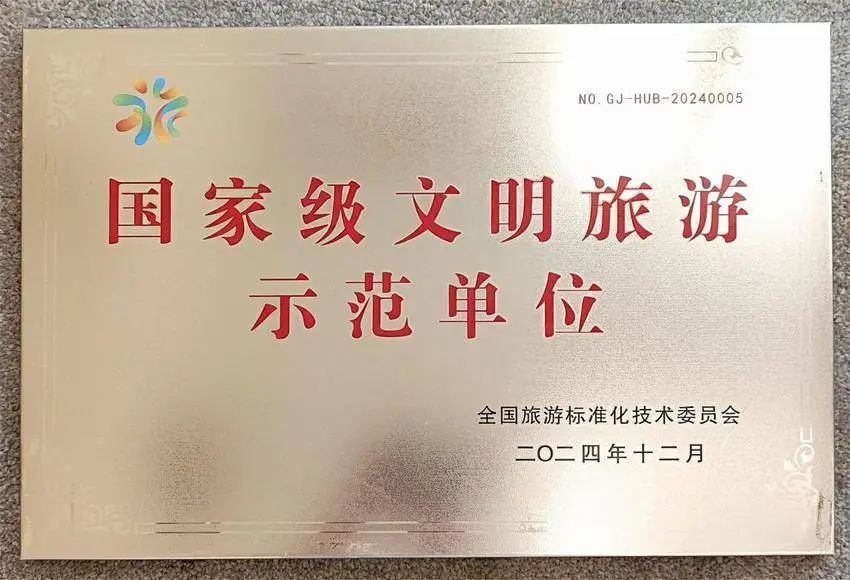 NO. GJ-HUB-20240005
国家级文明旅游
示范单位
全国旅游标准化技术委员会
二〇二四年十二月